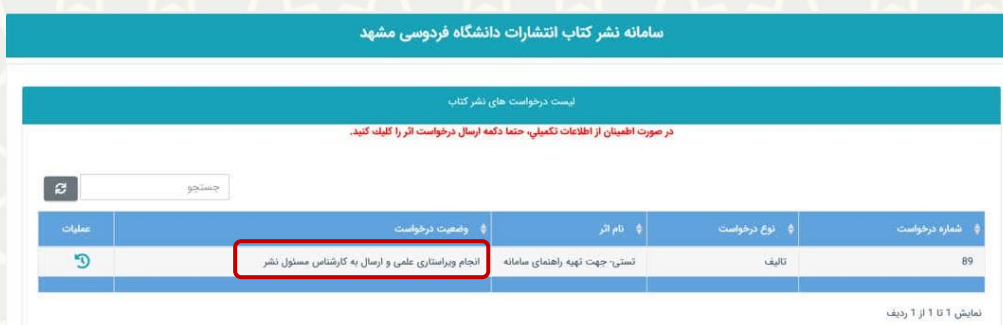 سامانه نشر کتاب انتشارات دانشگاه فردوسی مشهد
لیست درخواست های نشر کتاب
در صورت اطمینان از اطلاعات تکمیلی، حتما دکمه ارسال درخواست اثر را کلیک کنید.
جستجو
شماره درخواست نوع درخواست نام اثر وضعیت درخواست عملیات
89 تالیف تستی- جهت تهیه راهنمای سامانه انجام ویراستاری علمی و ارسال به کارشناس مسئول نشر
نمایش 1 تا 1 از 1 ردیف